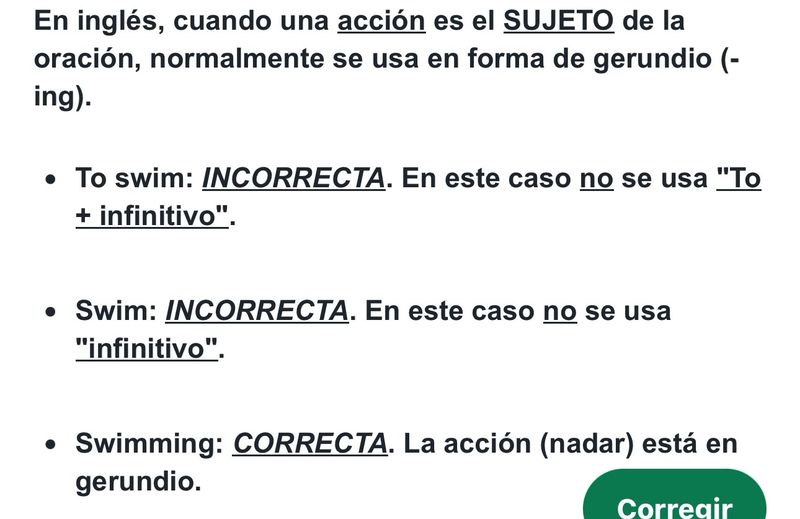 En inglés, cuando una acción es el SUJETO de la
oración, normalmente se usa en forma de gerundio (-
ing).
• To swim: INCORRECTA. En este caso no se usa "To
+ infinitivo".
• Swim: INCORRECTA. En este caso no se usa
"infinitivo".
• Swimming: CORRECTA. La acción (nadar) está en
gerundio.
Corregir